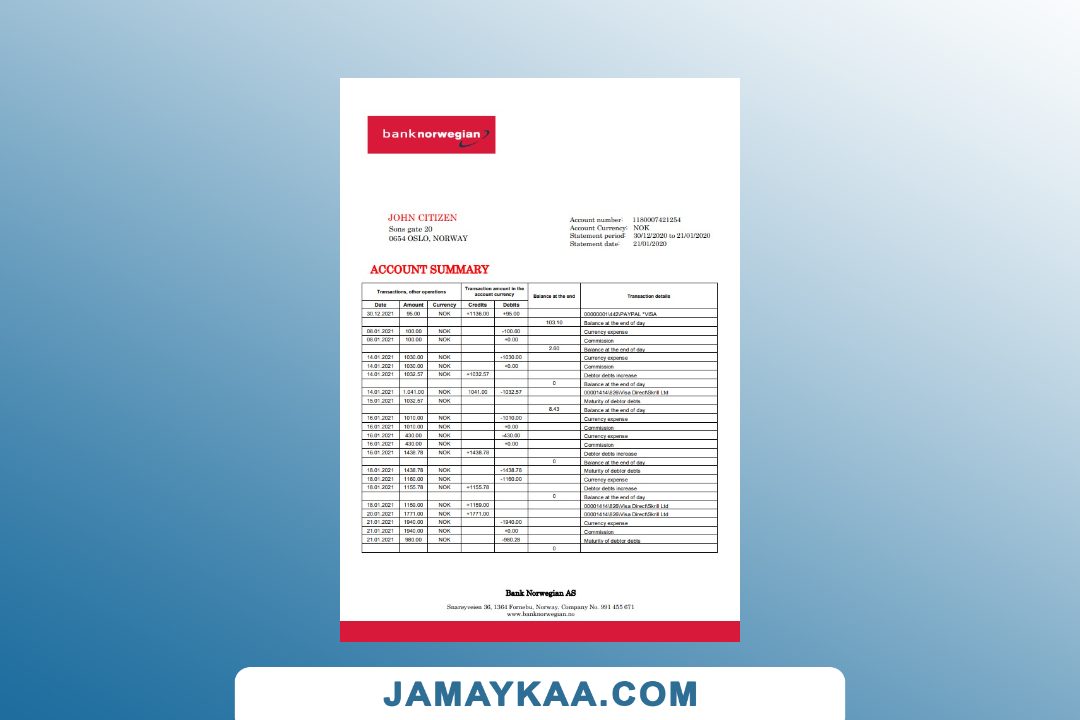 banknorwegian
JOHN CITIZEN
Sons gate 20
0654 OSLO, NORWAY
Account number: 1180007421254
Account Currency: NOK
Statement period: 30/12/2020 to 21/01/2020
Statement date: 21/01/2020
ACCOUNT SUMMARY
Transactions, other operations Transaction amount in the account currency Balance at the end Transaction details
Date Amount Currency Credits Debits
30.12.2021 95.00 NOK +1136.00 +95.00 00000001\442\PAYPAL *VISA
103.10 Balance at the end of day
08.01.2021 100.00 NOK -100.00 Currency expense
08.01.2021 100.00 NOK +0.00 Commission
2.60 Balance at the end of day
14.01.2021 1030.00 NOK -1030.00 Currency expense
14.01.2021 1030.00 NOK +0.00 Commission
14.01.2021 1032.57 NOK +1032.57 Debtor debts increase
0 Balance at the end of day
14.01.2021 1.041.00 NOK 1041.00 -1032.57 00001414\826\Visa Direct\Skrill Ltd
15.01.2021 1032.57 NOK Maturity of debtor debts
8.43 Balance at the end of day
16.01.2021 1010.00 NOK -1010.00 Currency expense
16.01.2021 1010.00 NOK +0.00 Commission
16.01.2021 430.00 NOK -430.00 Currency expense
16.01.2021 430.00 NOK +0.00 Commission
16.01.2021 1438.78 NOK +1438.78 Debtor debts increase
0 Balance at the end of day
18.01.2021 1438.78 NOK -1438.78 Maturity of debtor debts
18.01.2021 1160.00 NOK -1160.00 Currency expense
18.01.2021 1155.78 NOK +1155.78 Debtor debts increase
0 Balance at the end of day
18.01.2021 1159.00 NOK +1159.00 00001414\826\Visa Direct\Skrill Ltd
20.01.2021 1771.00 NOK +1771.00 00001414\826\Visa Direct\Skrill Ltd
21.01.2021 1940.00 NOK -1940.00 Currency expense
21.01.2021 1940.00 NOK +0.00 Commission
21.01.2021 980.00 NOK -980.28 Maturity of debtor debts
0
Bank Norwegian AS
36, 1364 Fornebu, Norway. Company No. 991 455 671
www.banknorwegian.no
JAMAYKAA.COM